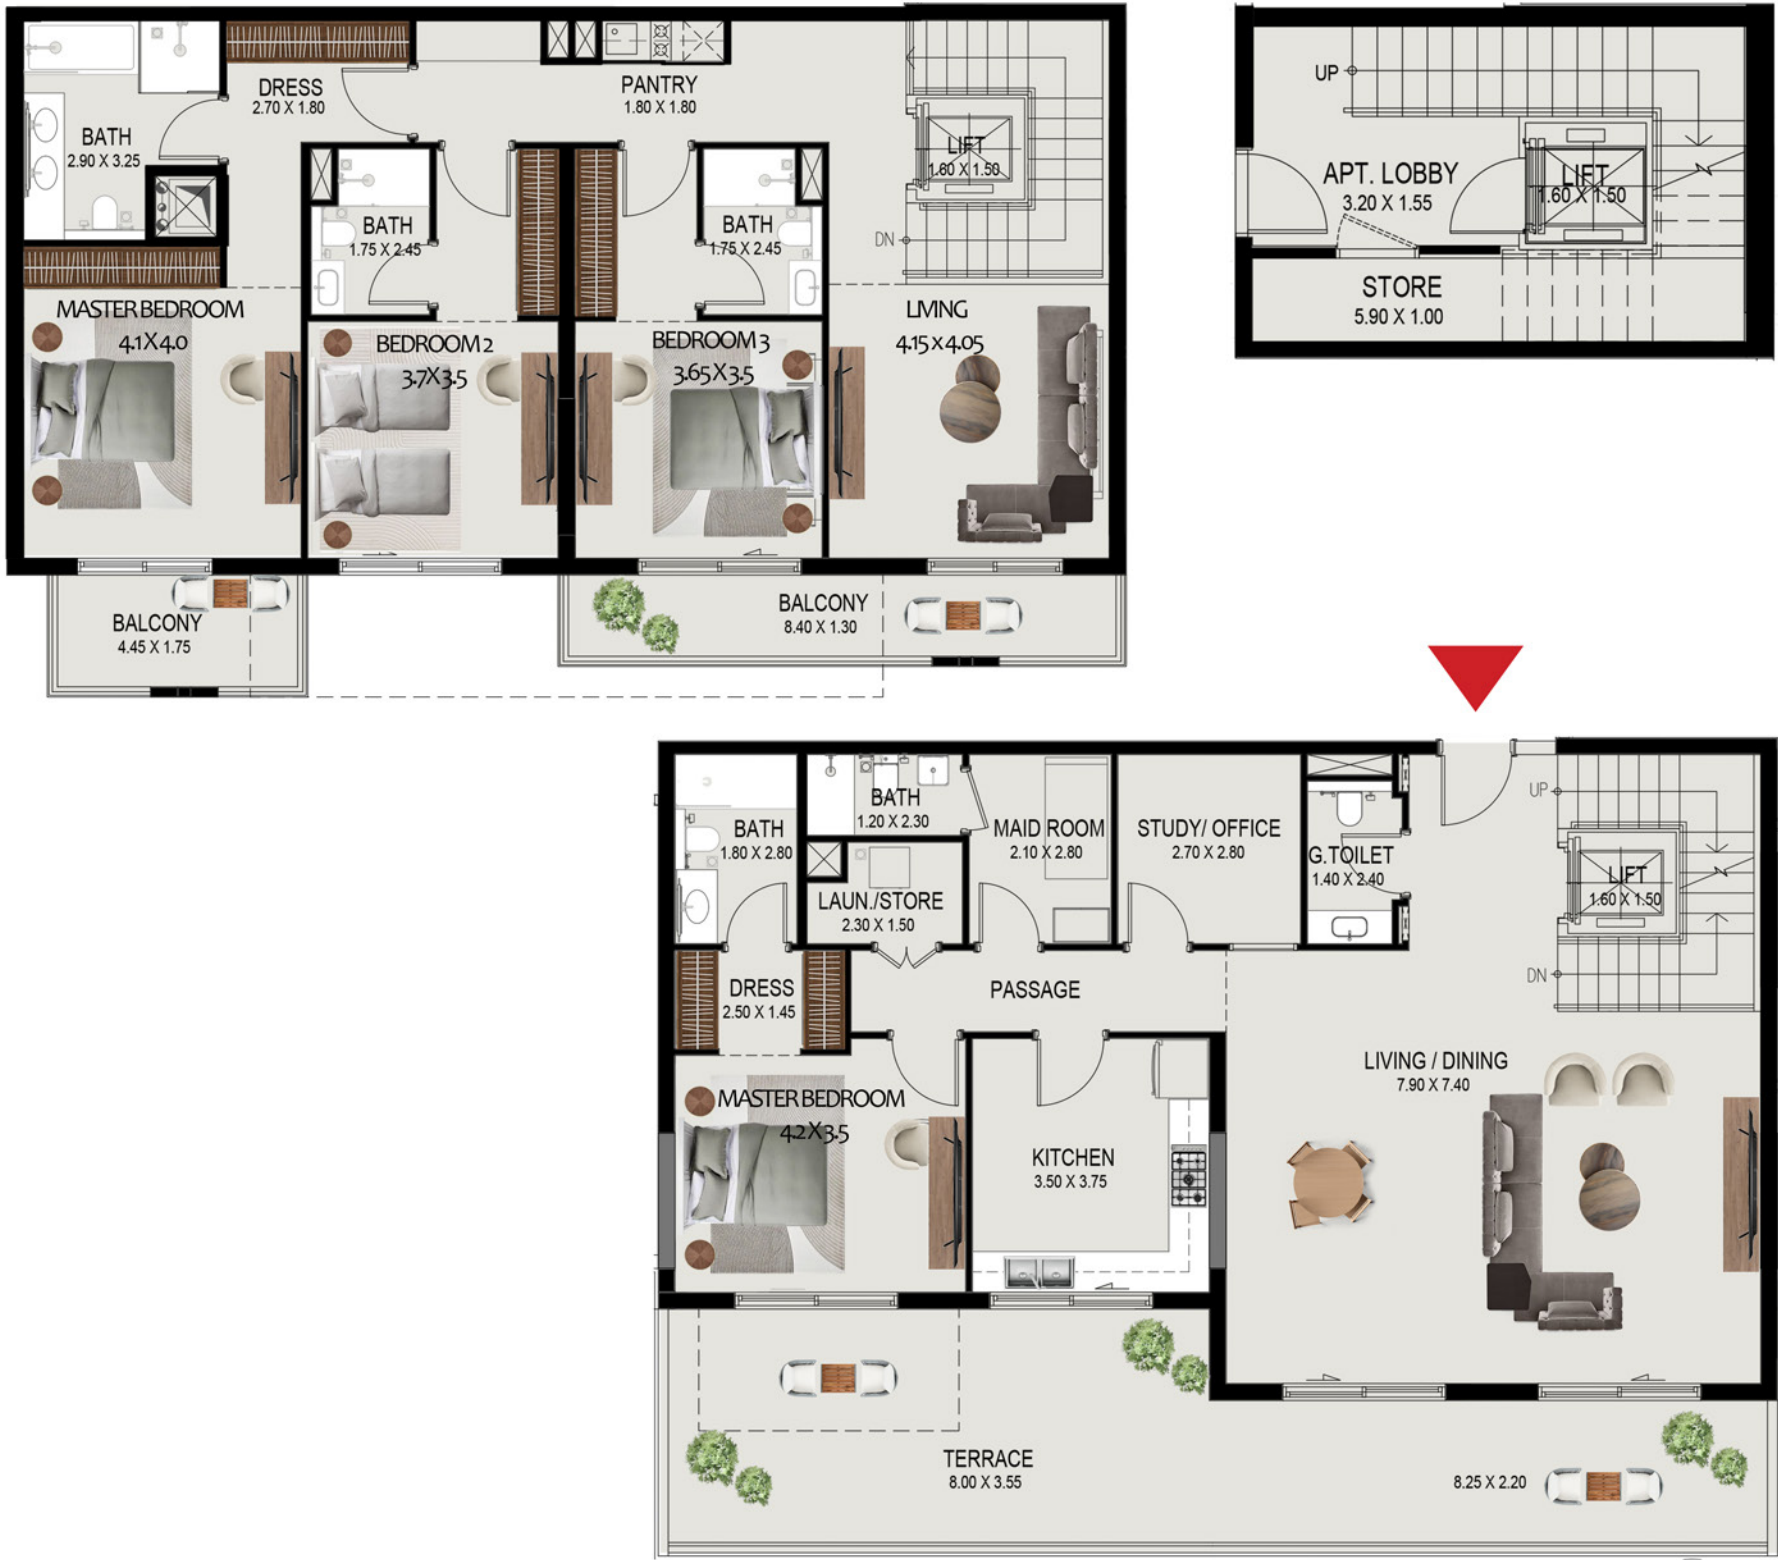 DRESS
2.70 X 1.80
PANTRY
1.80 X 1.80
BATH
2.90 X 3.25
LIFT
1.60 X 1.50
BATH
1.75 X 2.45
BATH
1.75 X 2.45
DN
MASTER BEDROOM
4.1X4.0
BEDROOM 2
3.7X3.5
BEDROOM 3
3.65X3.5
LIVING
4.15 x 4.05
BALCONY
4.45 X 1.75
BALCONY
8.40 X 1.30
UP
APT. LOBBY
3.20 X 1.55
LIFT
1.60 X 1.50
STORE
5.90 X 1.00
BATH
1.80 X 2.80
BATH
1.20 X 2.30
MAID ROOM
2.10 X 2.80
STUDY/ OFFICE
2.70 X 2.80
G.TOILET
1.40 X 2.40
UP
LIFT
1.60 X 1.50
LAUN./STORE
2.30 X 1.50
DRESS
2.50 X 1.45
PASSAGE
DN
LIVING / DINING
7.90 X 7.40
MASTER BEDROOM
4.2X3.5
KITCHEN
3.50 X 3.75
TERRACE
8.00 X 3.55
8.25 X 2.20